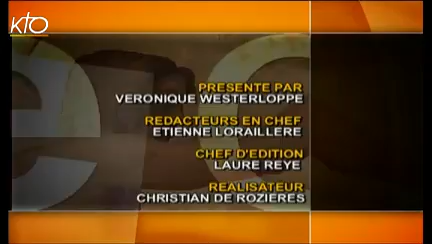 KTO
PRESENTE PAR
VERONIQUE WESTERLOPPE
REDACTEURS EN CHEF
ETIENNE LORAILLERE
CHEF D'EDITION
LAURE REYE
REALISATEUR
CHRISTIAN DE ROZIERES